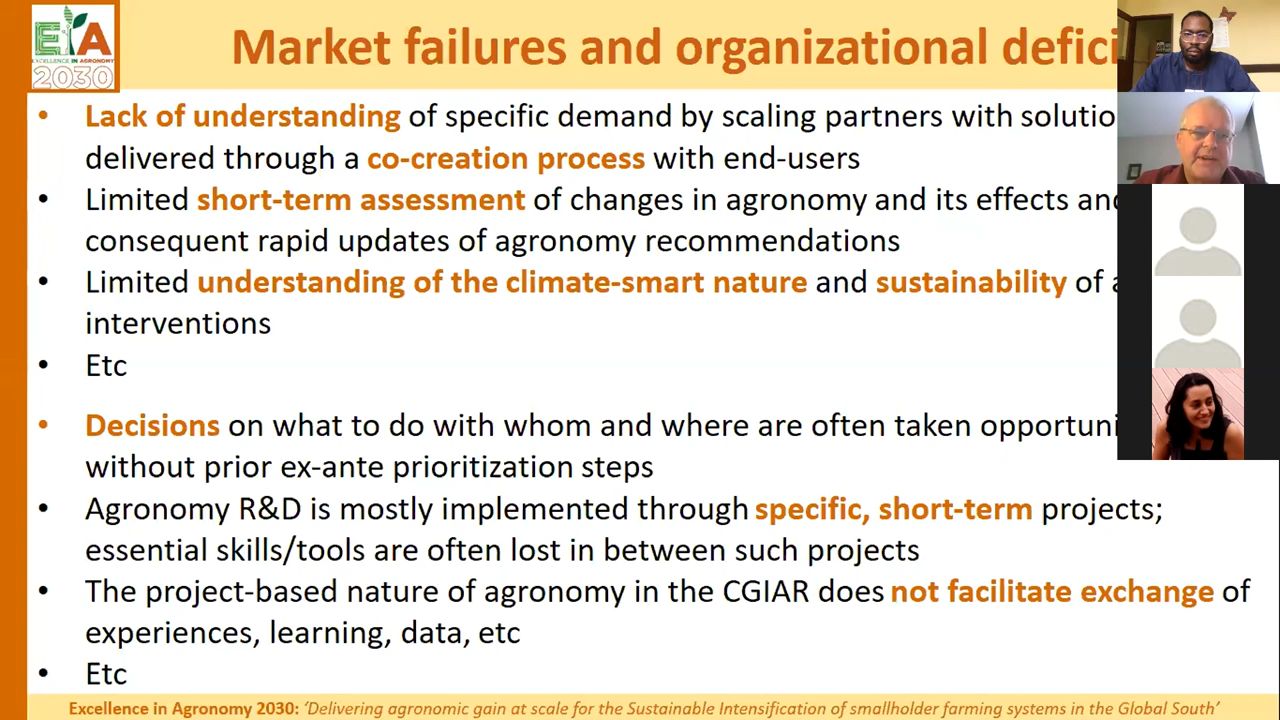 EiA
EXCELLENCE IN AGRONOMY
2030
Market failures and organizational
• Lack of understanding of specific demand by scaling partners with
delivered through a co-creation process with end-users
• Limited short-term assessment of changes in agronomy and its effects
consequent rapid updates of agronomy recommendations
• Limited understanding of the climate-smart nature and sustainability of
interventions
• Etc
• Decisions on what to do with whom and where are often taken
without prior ex-ante prioritization steps
• Agronomy R&D is mostly implemented through specific, short-term projects;
essential skills/tools are often lost in between such projects
• The project-based nature of agronomy in the CGIAR does not facilitate exchange of
experiences, learning, data, etc
• Etc
Excellence in Agronomy 2030: ‘Delivering agronomic gain at scale for the Sustainable Intensification of smallholder farming systems in the Global South’